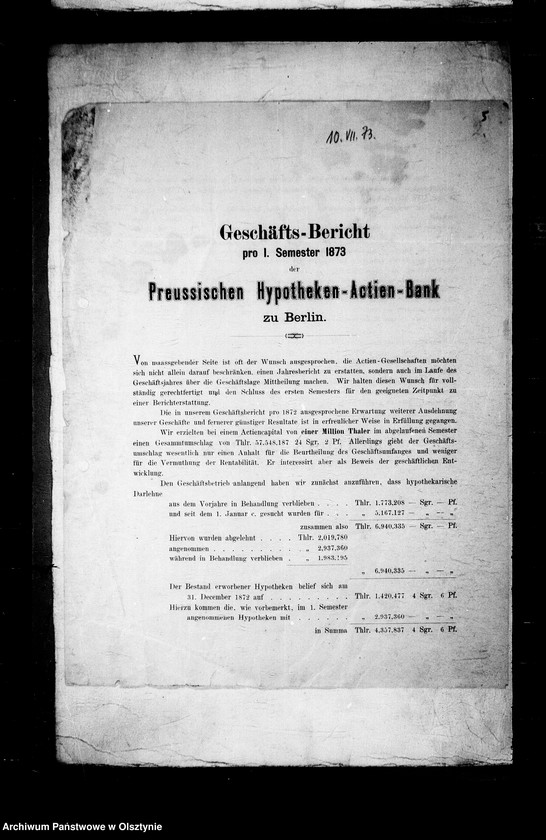 10. VII. 73.
5
Geschäfts-Bericht
pro I. Semester 1873
der
Preussischen Hypotheken-Actien-Bank
zu Berlin.
Von maassgebender Seite ist oft der Wunsch ausgesprochen, die Actien-Gesellschaften möchten
sich nicht allein darauf beschränken, einen Jahresbericht zu erstatten, sondern auch im Laufe des
Geschäftsjahres über die Geschäftslage Mittheilung machen. Wir halten diesen Wunsch für voll-
ständig gerechtfertigt und den Schluss des ersten Semesters für den geeigneten Zeitpunkt zu
einer Berichterstattung.
Die in unserem Geschäftsbericht pro 1872 ausgesprochene Erwartung weiterer Ausdehnung
unserer Geschäfte und fernerer günstiger Resultate ist in erfreulicher Weise in Erfüllung gegangen.
Wir erzielten bei einem Actiencapital von einer Million Thaler im abgelaufenen Semester
einen Gesammtumschlag von Thlr. 57,548,187 24 Sgr. 2 Pf. Allerdings giebt der Geschäfts-
umschlag wesentlich nur einen Anhalt für die Beurtheilung des Geschäftsumfanges und weniger
für die Vermuthung der Rentabilität. Er interessirt aber als Beweis der geschäftlichen Ent-
wicklung.
Den Geschäftsbetrieb anlangend haben wir zunächst anzuführen, dass hypothekarische
Darlehne
aus dem Vorjahre in Behandlung verblieben . . . . Thlr. 1,773,208 — Sgr. — Pf.
und seit dem 1. Januar c. gesucht wurden für . . . „ 5,167,127 — „ — „
zusammen also Thlr. 6,940,335 — Sgr. — Pf.
Hiervon wurden abgelehnt . . . . Thlr. 2,019,780
angenommen . . . . . . . . . „ 2,937,360
während in Behandlung verblieben . „ 1,983,195
„ 6,940,335 — „ — „
Der Bestand erworbener Hypotheken belief sich am
31. December 1872 auf . . . . . . . . . Thlr. 1,420,477 4 Sgr. 6 Pf.
Hierzu kommen die, wie vorbemerkt, im 1. Semester
angenommenen Hypotheken mit . . . . . . „ 2,937,360 — „ — „
in Summa Thlr. 4,357,837 4 Sgr. 6 Pf.
Archiwum Państwowe w Olsztynie